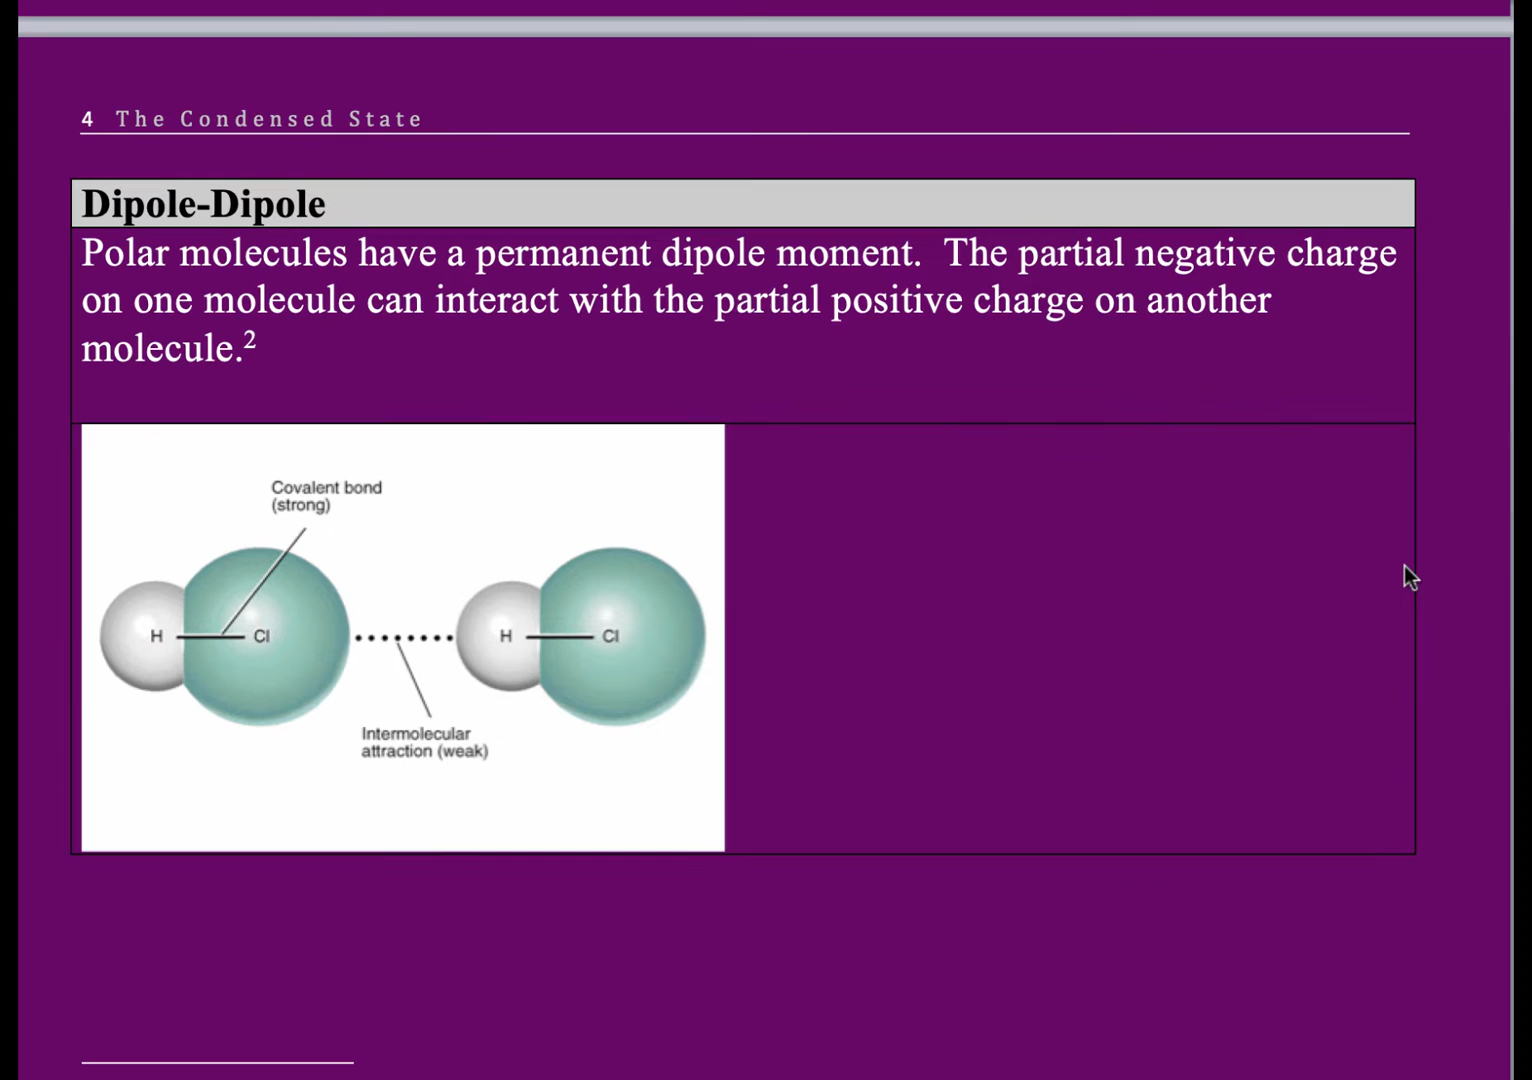 4 The Condensed State
Dipole-Dipole
Polar molecules have a permanent dipole moment. The partial negative charge
on one molecule can interact with the partial positive charge on another
molecule.²
Covalent bond
(strong)
H Cl H Cl
Intermolecular
attraction (weak)